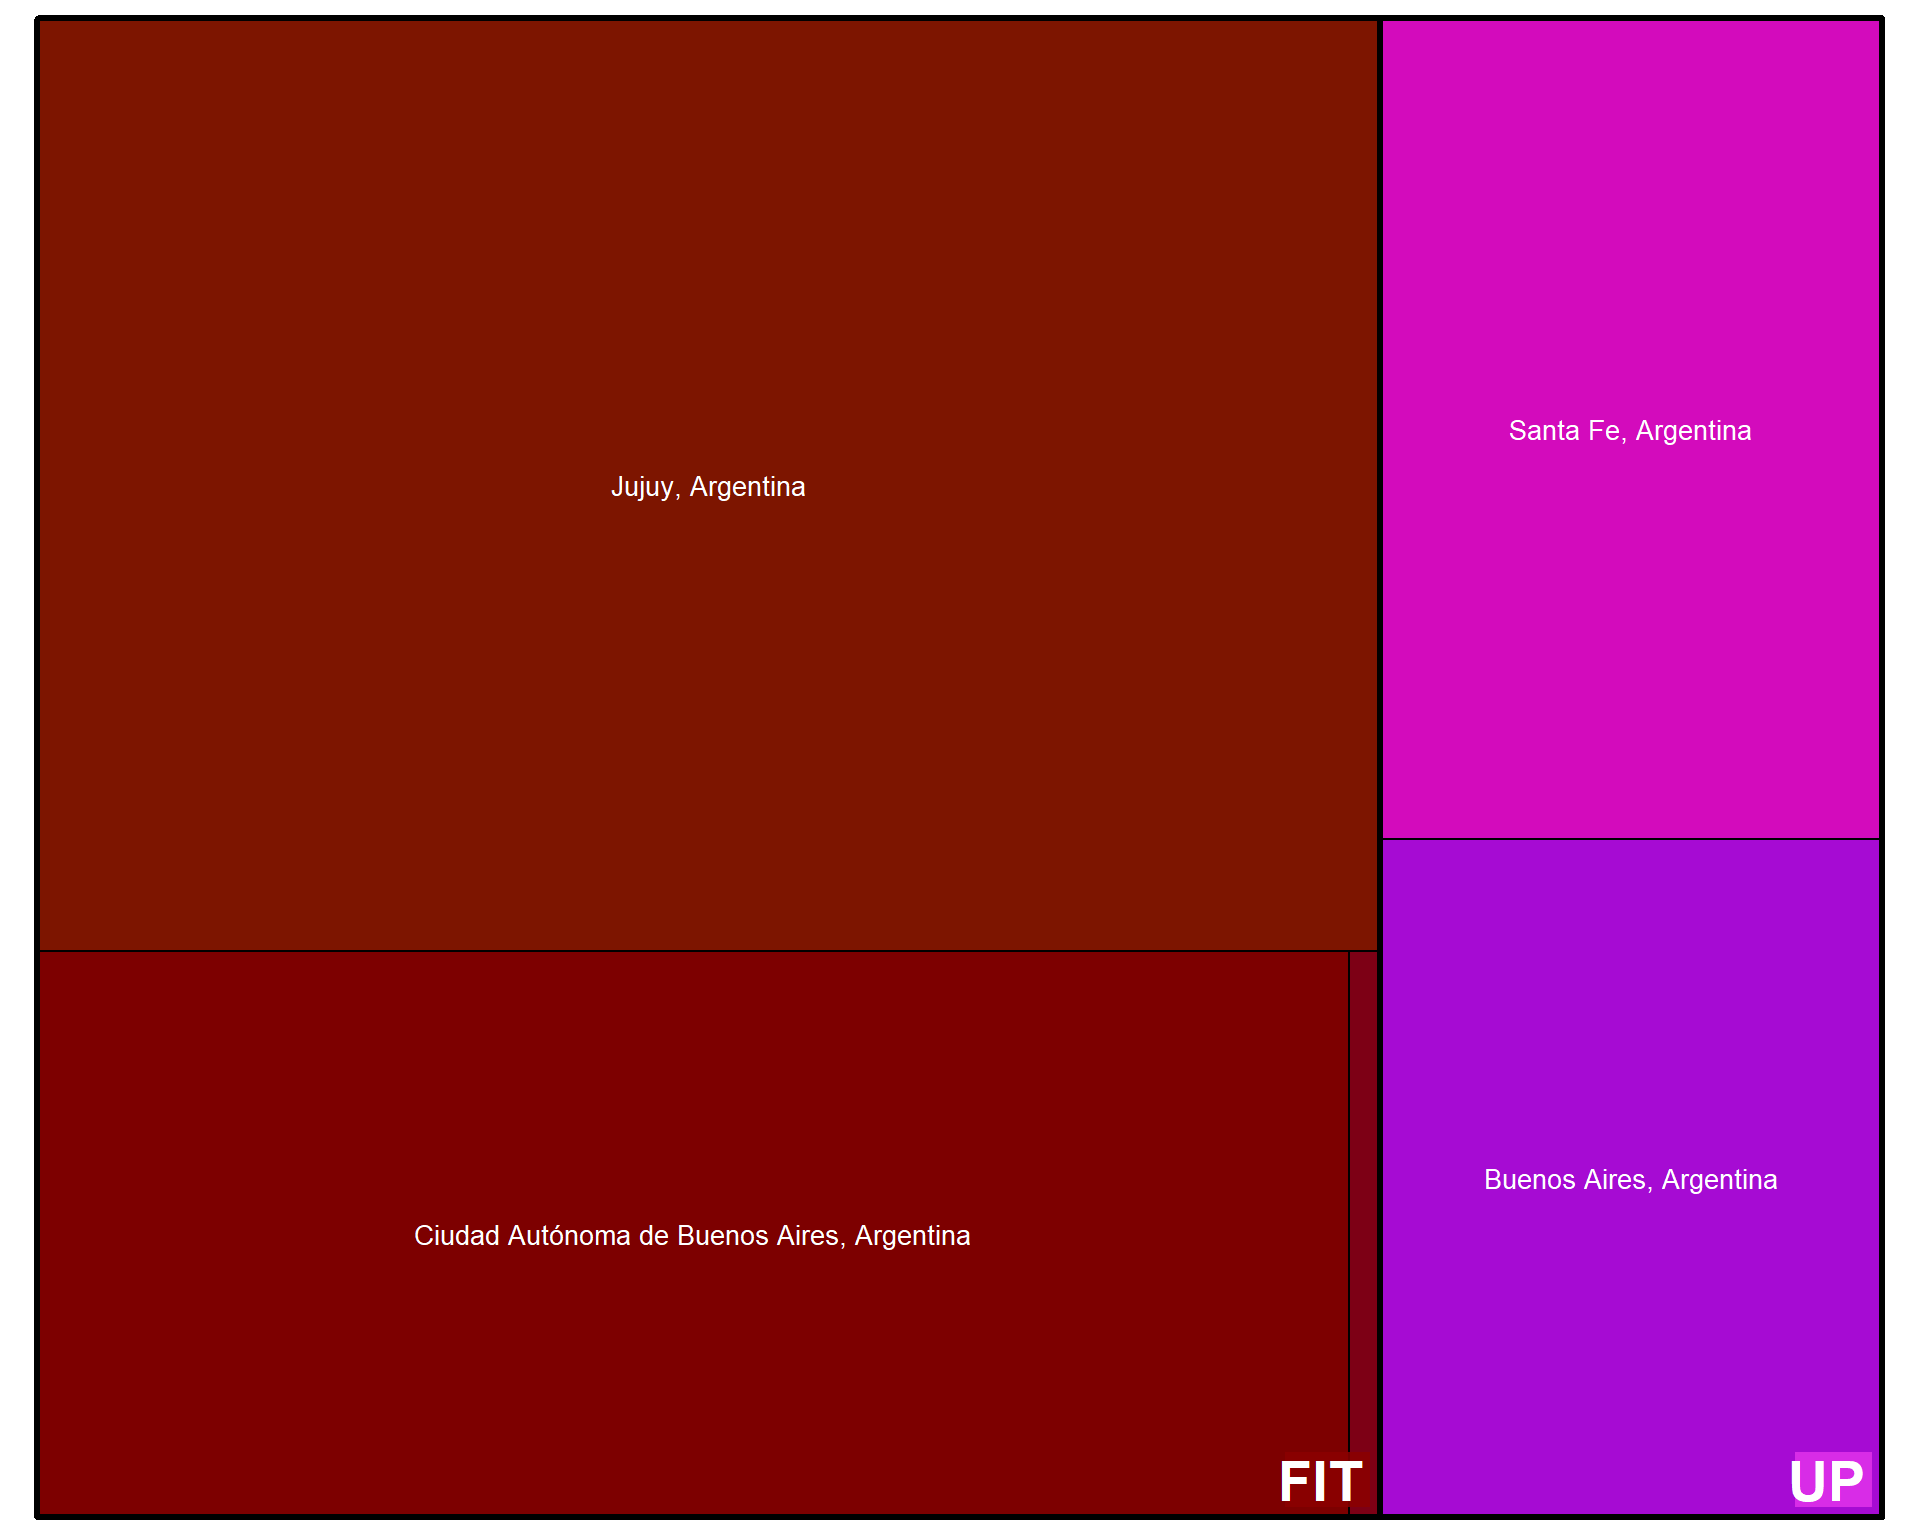 Jujuy, Argentina
Santa Fe, Argentina
Ciudad Autónoma de Buenos Aires, Argentina
Buenos Aires, Argentina
FIT
UP